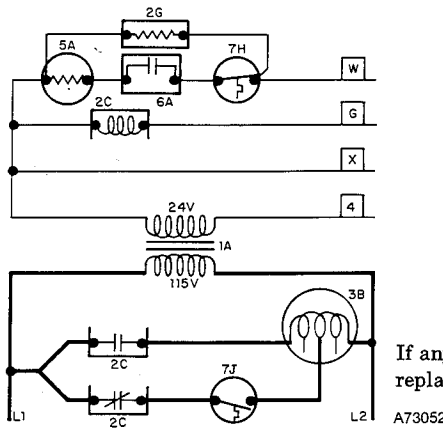 2G
5A
7H
W
6A
2C
G
X
24V
4
1A
115V
3B
2C
7J
2C
L1
L2
If an
repla
A73052